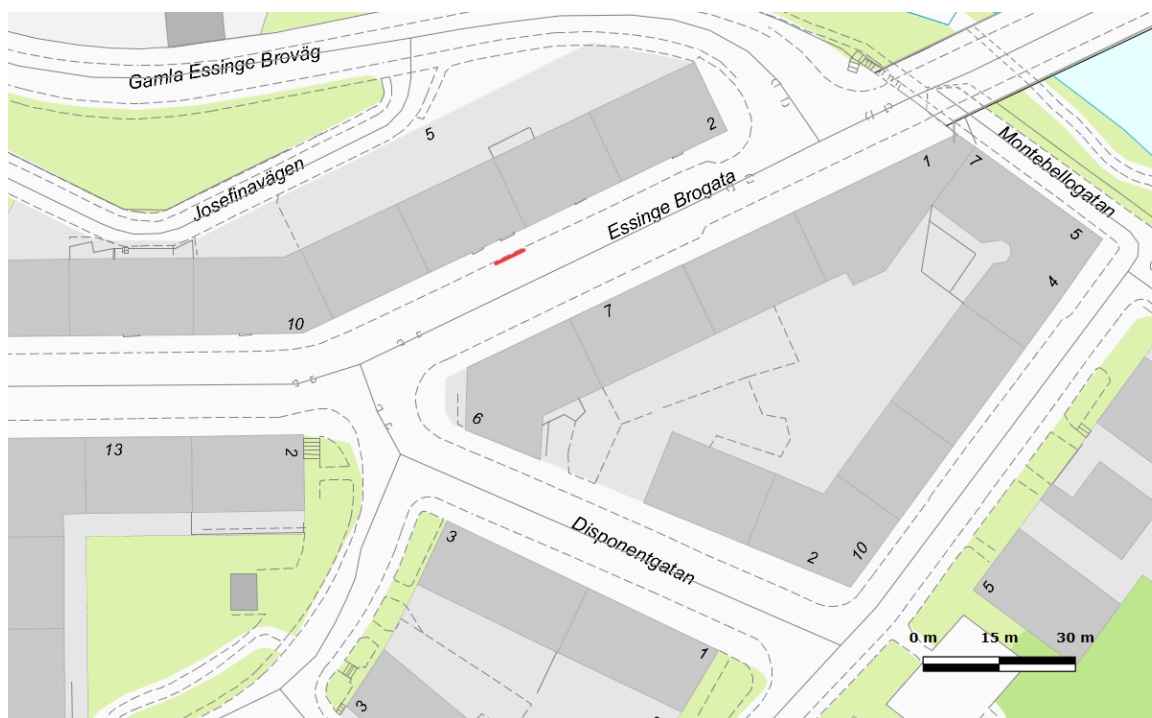 Gamla Essinge Broväg
5
2
Josefinavägen
Essinge Brogata
1
7
Montebellogatan
5
4
10
7
6
13
2
3
Disponentgatan
2
10
5
1
3
0 m 15 m 30 m